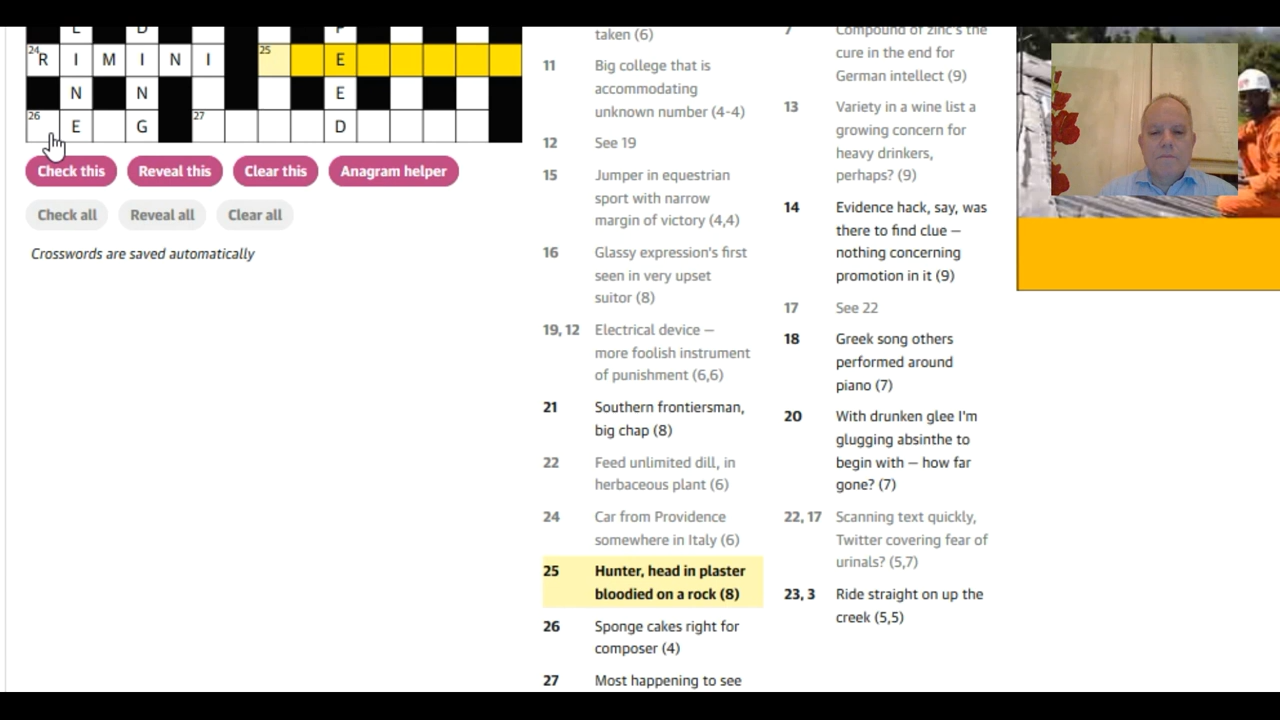 L D P
24 R I M I N I 25 E
N N E
26 E G 27 D
Check this Reveal this Clear this Anagram helper
Check all Reveal all Clear all
Crosswords are saved automatically
taken (6)
11 Big college that is
accommodating
unknown number (4-4)
12 See 19
15 Jumper in equestrian
sport with narrow
margin of victory (4,4)
16 Glassy expression's first
seen in very upset
suitor (8)
19, 12 Electrical device –
more foolish instrument
of punishment (6,6)
21 Southern frontiersman,
big chap (8)
22 Feed unlimited dill, in
herbaceous plant (6)
24 Car from Providence
somewhere in Italy (6)
25 Hunter, head in plaster
bloodied on a rock (8)
26 Sponge cakes right for
composer (4)
27 Most happening to see
7 Compound of zinc's the
cure in the end for
German intellect (9)
13 Variety in a wine list a
growing concern for
heavy drinkers,
perhaps? (9)
14 Evidence hack, say, was
there to find clue –
nothing concerning
promotion in it (9)
17 See 22
18 Greek song others
performed around
piano (7)
20 With drunken glee I'm
glugging absinthe to
begin with – how far
gone? (7)
22, 17 Scanning text quickly,
Twitter covering fear of
urinals? (5,7)
23, 3 Ride straight on up the
creek (5,5)